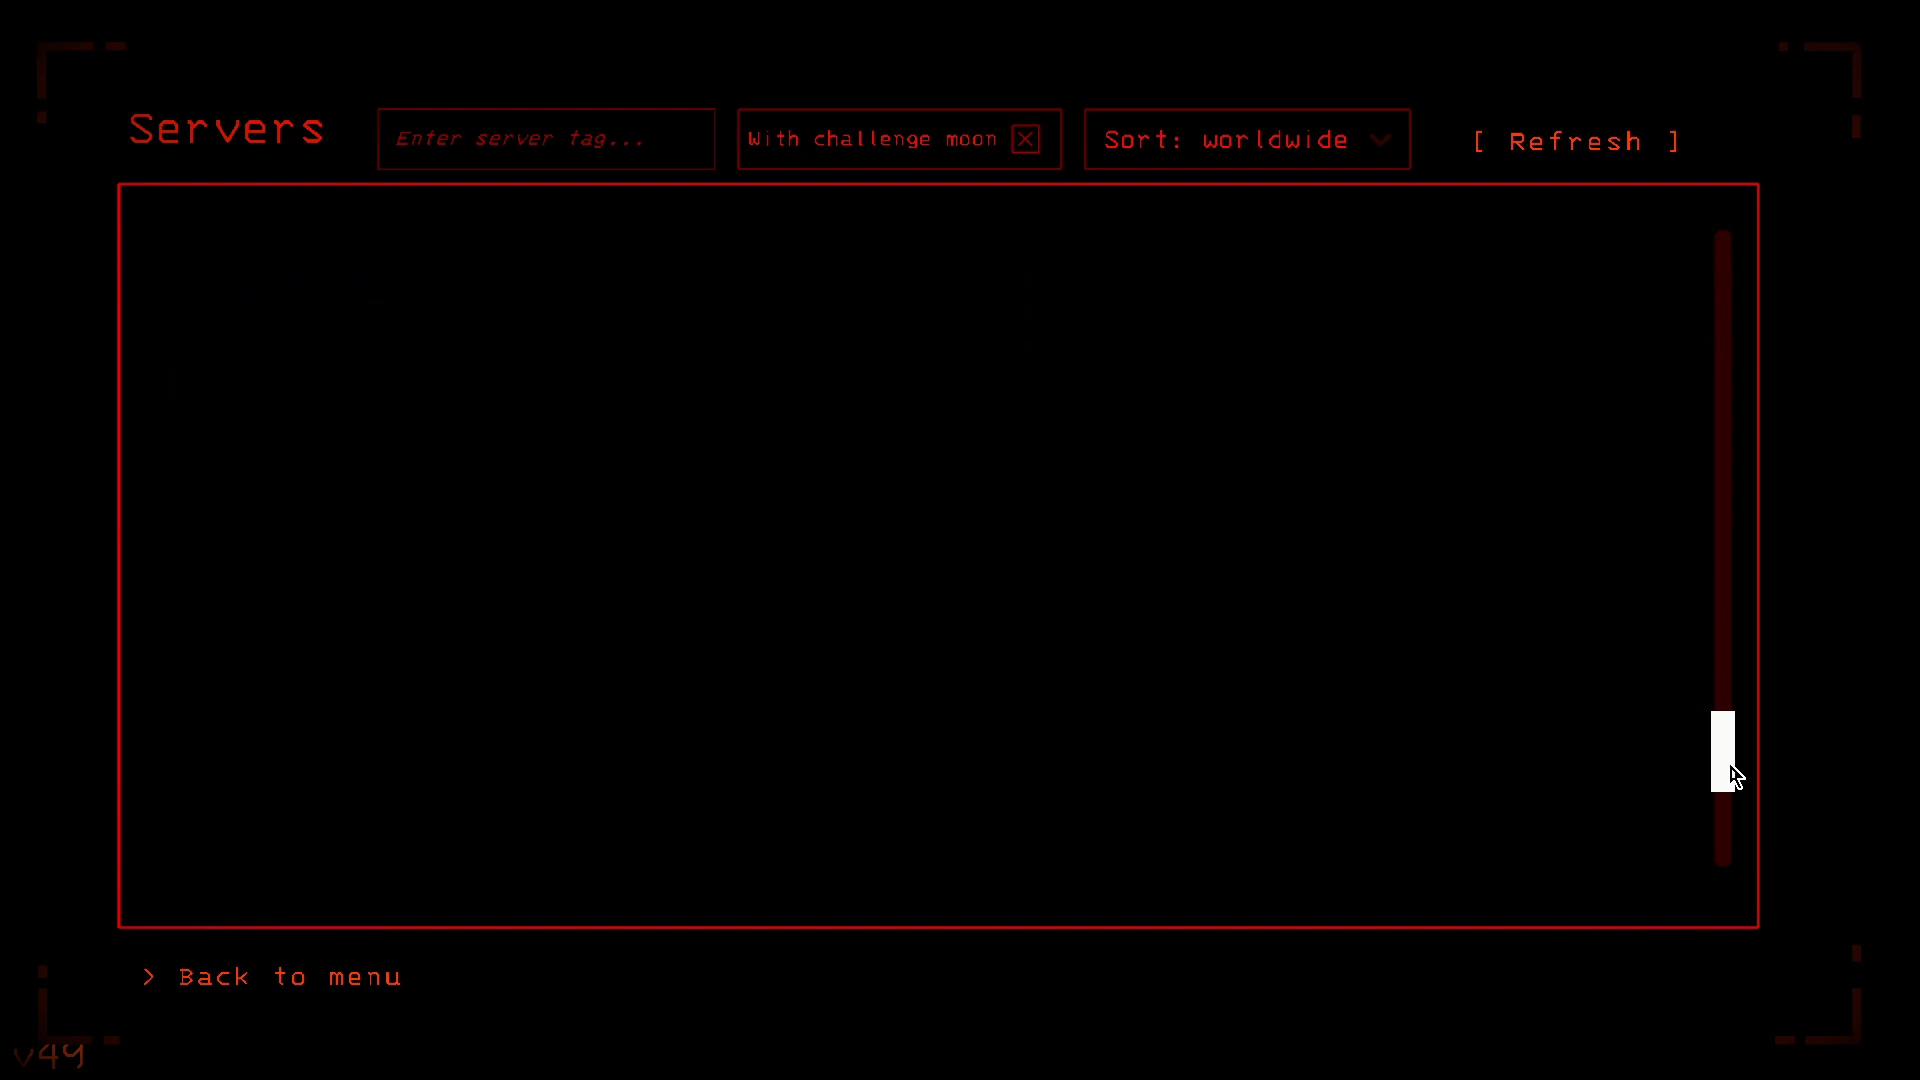 Servers
Enter server tag...
With challenge moon
Sort: worldwide
[ Refresh ]
> Back to menu
v49